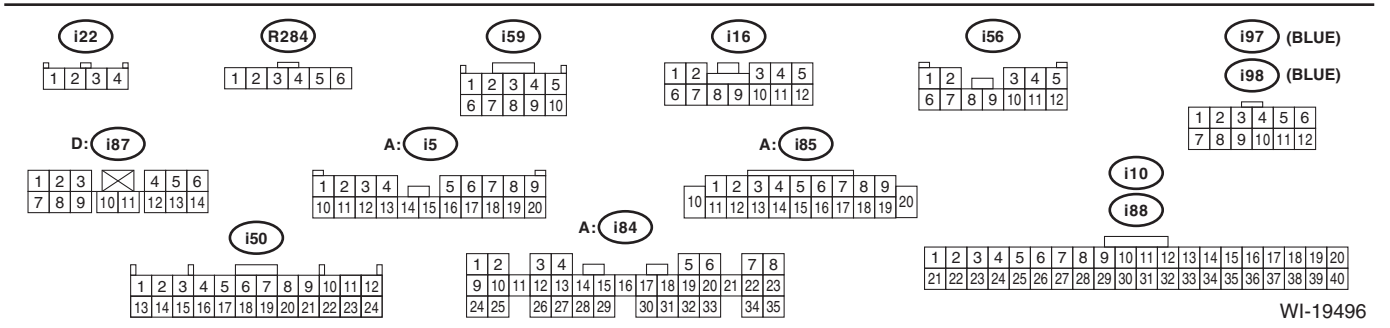 i22 R284 i59 i16 i56 i97 (BLUE)
i98 (BLUE)
1 2 3 4
1 2 3 4 5 6
1 2 3 4 5
6 7 8 9 10
1 2 3 4 5
6 7 8 9 10 11 12
1 2 3 4 5
6 7 8 9 10 11 12
1 2 3 4 5 6
7 8 9 10 11 12
D: i87 A: i5 A: i85
1 2 3 4 5 6
7 8 9 10 11 12 13 14
1 2 3 4 5 6 7 8 9
10 11 12 13 14 15 16 17 18 19 20
1 2 3 4 5 6 7 8 9
10 11 12 13 14 15 16 17 18 19 20
i10
i88
i50 A: i84
1 2 3 4 5 6 7 8 9 10 11 12
13 14 15 16 17 18 19 20 21 22 23 24
1 2 3 4 5 6 7 8
9 10 11 12 13 14 15 16 17 18 19 20 21 22 23
24 25 26 27 28 29 30 31 32 33 34 35
1 2 3 4 5 6 7 8 9 10 11 12 13 14 15 16 17 18 19 20
21 22 23 24 25 26 27 28 29 30 31 32 33 34 35 36 37 38 39 40
WI-19496